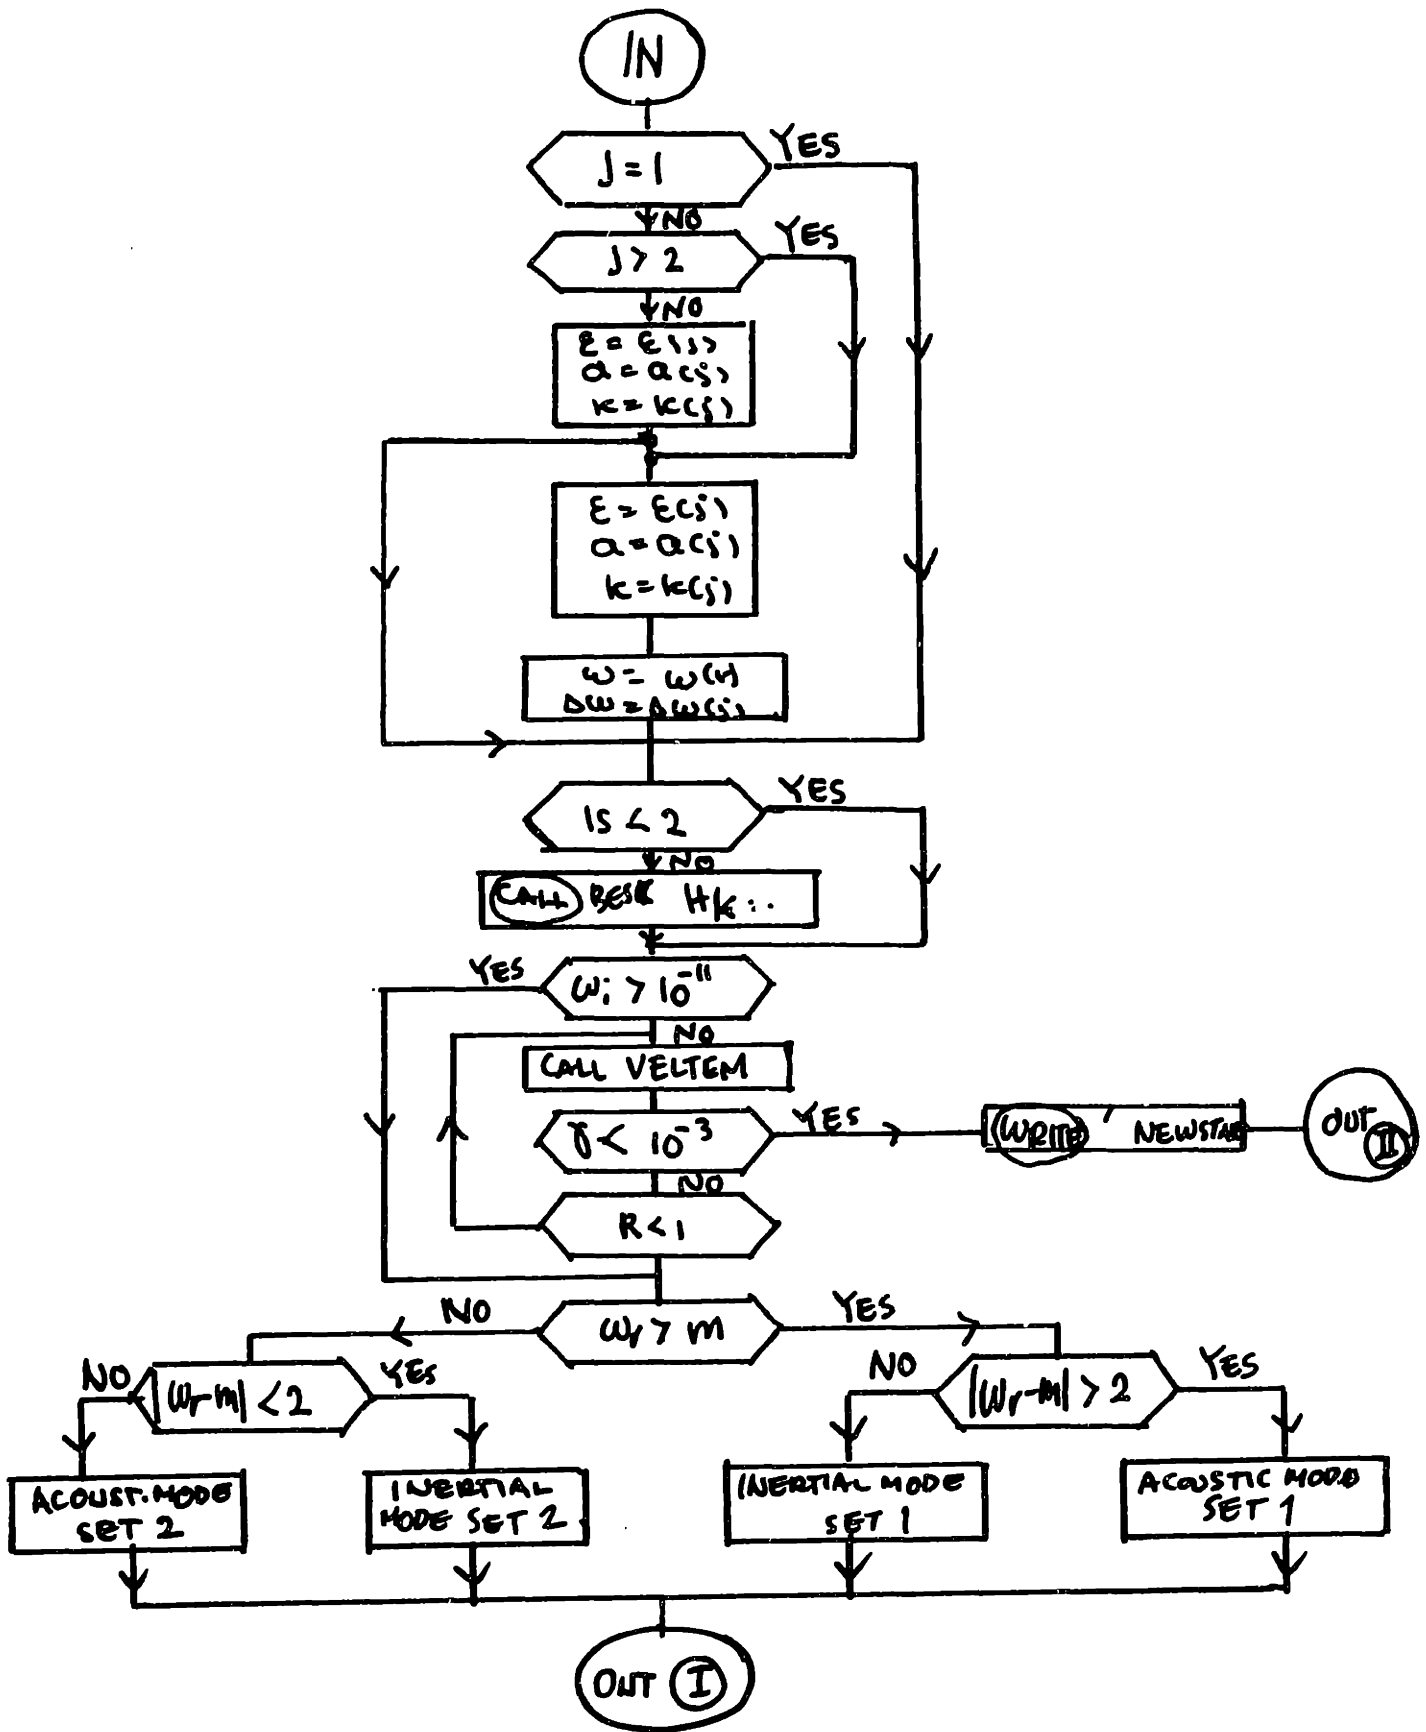 IN
J = 1
YES
NO
J > 2
YES
NO
ε = ε(j)
a = a(j)
k = k(j)
ε = ε(j)
a = a(j)
k = k(j)
ω = ω(r)
Δω = Δω(j)
IS < 2
YES
NO
CALL BESK HK..
YES
ωi > 10^-11
NO
CALL VELTEM
γ < 10^-3
YES
WRITE ' NEWSTAR
OUT II
NO
R < 1
NO
ωr > m
YES
NO
|ωr-m| < 2
YES
NO
|ωr-m| > 2
YES
ACOUST.MODE
SET 2
INERTIAL
MODE SET 2
INERTIAL MODE
SET 1
ACOUSTIC MODE
SET 1
OUT I